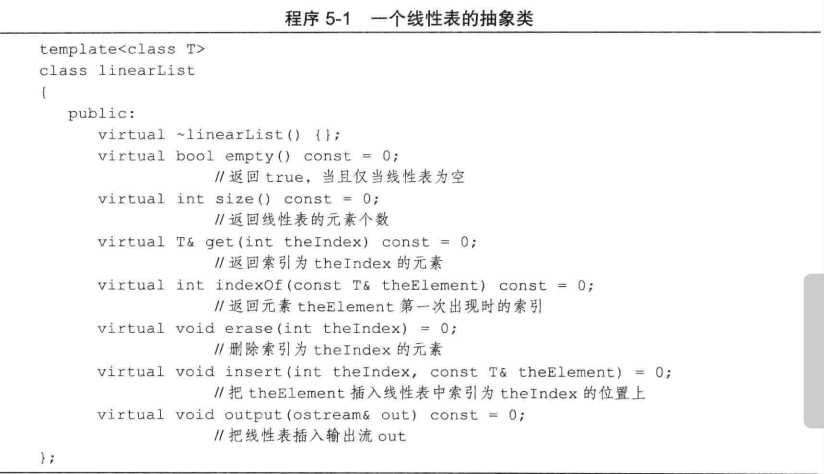 程序 5-1 一个线性表的抽象类
template<class T>
class linearList
{
public:
virtual ~linearList() {};
virtual bool empty() const = 0;
//返回 true，当且仅当线性表为空
virtual int size() const = 0;
//返回线性表的元素个数
virtual T& get(int theIndex) const = 0;
//返回索引为 theIndex 的元素
virtual int indexOf(const T& theElement) const = 0;
//返回元素 theElement 第一次出现时的索引
virtual void erase(int theIndex) = 0;
//删除索引为 theIndex 的元素
virtual void insert(int theIndex, const T& theElement) = 0;
//把 theElement 插入线性表中索引为 theIndex 的位置上
virtual void output(ostream& out) const = 0;
//把线性表插入输出流 out
};